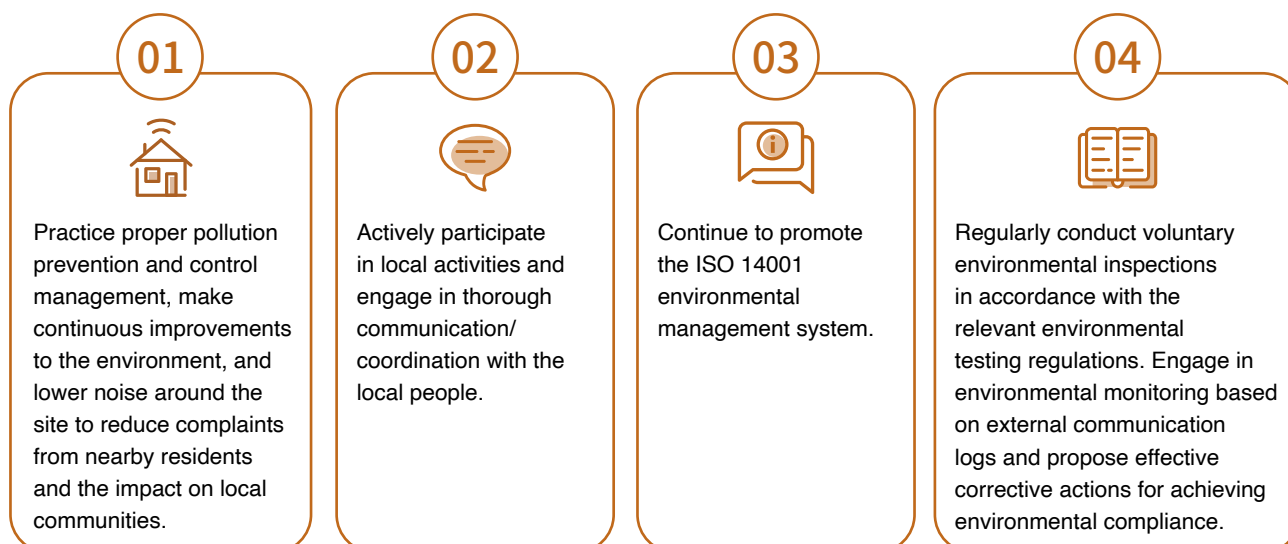 01
Practice proper pollution
prevention and control
management, make
continuous improvements
to the environment, and
lower noise around the
site to reduce complaints
from nearby residents
and the impact on local
communities.
02
Actively participate
in local activities and
engage in thorough
communication/
coordination with the
local people.
03
Continue to promote
the ISO 14001
environmental
management system.
04
Regularly conduct voluntary
environmental inspections
in accordance with the
relevant environmental
testing regulations. Engage in
environmental monitoring based
on external communication
logs and propose effective
corrective actions for achieving
environmental compliance.